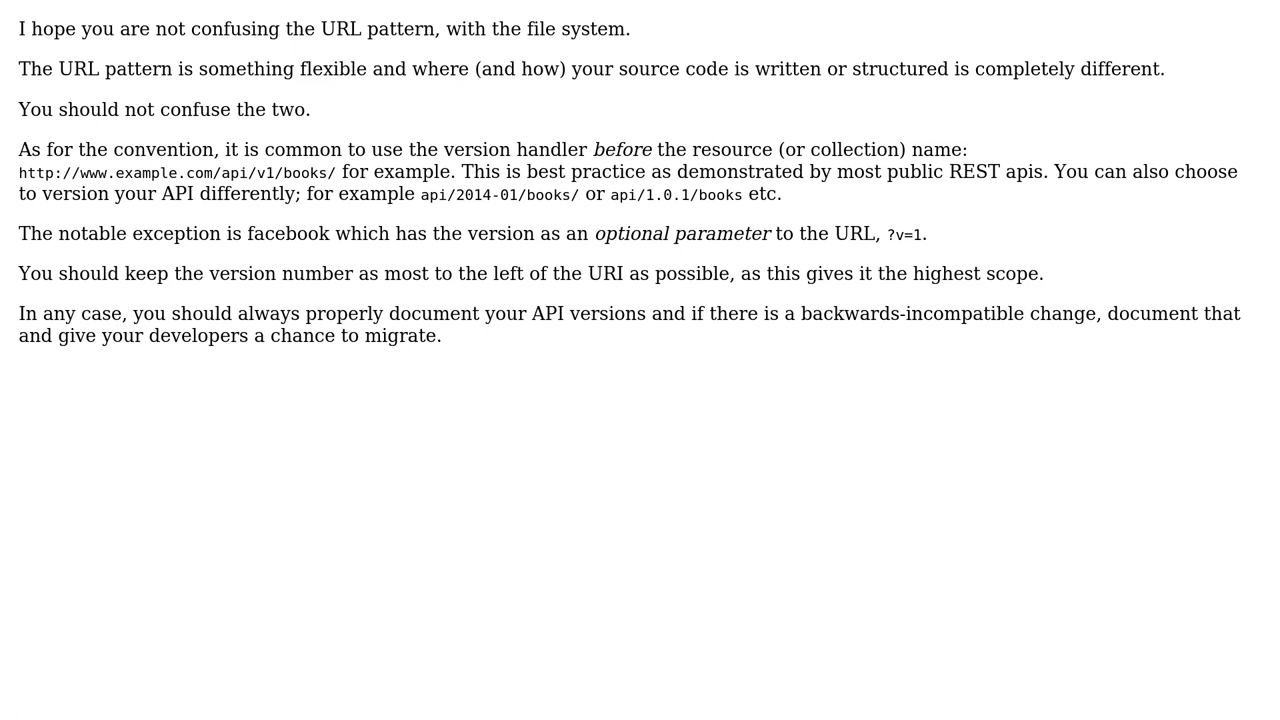 I hope you are not confusing the URL pattern, with the file system.
The URL pattern is something flexible and where (and how) your source code is written or structured is completely different.
You should not confuse the two.
As for the convention, it is common to use the version handler before the resource (or collection) name:
http://www.example.com/api/v1/books/ for example. This is best practice as demonstrated by most public REST apis. You can also choose
to version your API differently; for example api/2014-01/books/ or api/1.0.1/books etc.
The notable exception is facebook which has the version as an optional parameter to the URL, ?v=1.
You should keep the version number as most to the left of the URI as possible, as this gives it the highest scope.
In any case, you should always properly document your API versions and if there is a backwards-incompatible change, document that
and give your developers a chance to migrate.